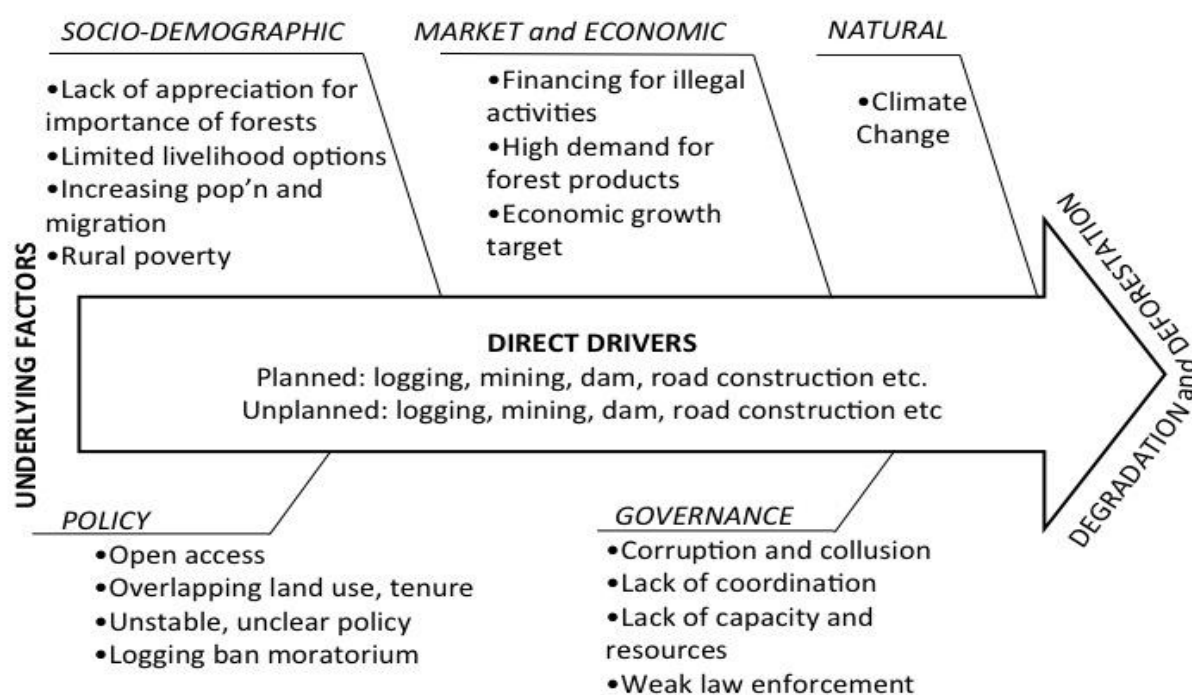 SOCIO-DEMOGRAPHIC
•Lack of appreciation for
importance of forests
•Limited livelihood options
•Increasing pop’n and
migration
•Rural poverty
MARKET and ECONOMIC
•Financing for illegal
activities
•High demand for
forest products
•Economic growth
target
NATURAL
•Climate
Change
UNDERLYING FACTORS
DIRECT DRIVERS
Planned: logging, mining, dam, road construction etc.
Unplanned: logging, mining, dam, road construction etc
DEGRADATION and DEFORESTATION
POLICY
•Open access
•Overlapping land use, tenure
•Unstable, unclear policy
•Logging ban moratorium
GOVERNANCE
•Corruption and collusion
•Lack of coordination
•Lack of capacity and
resources
•Weak law enforcement